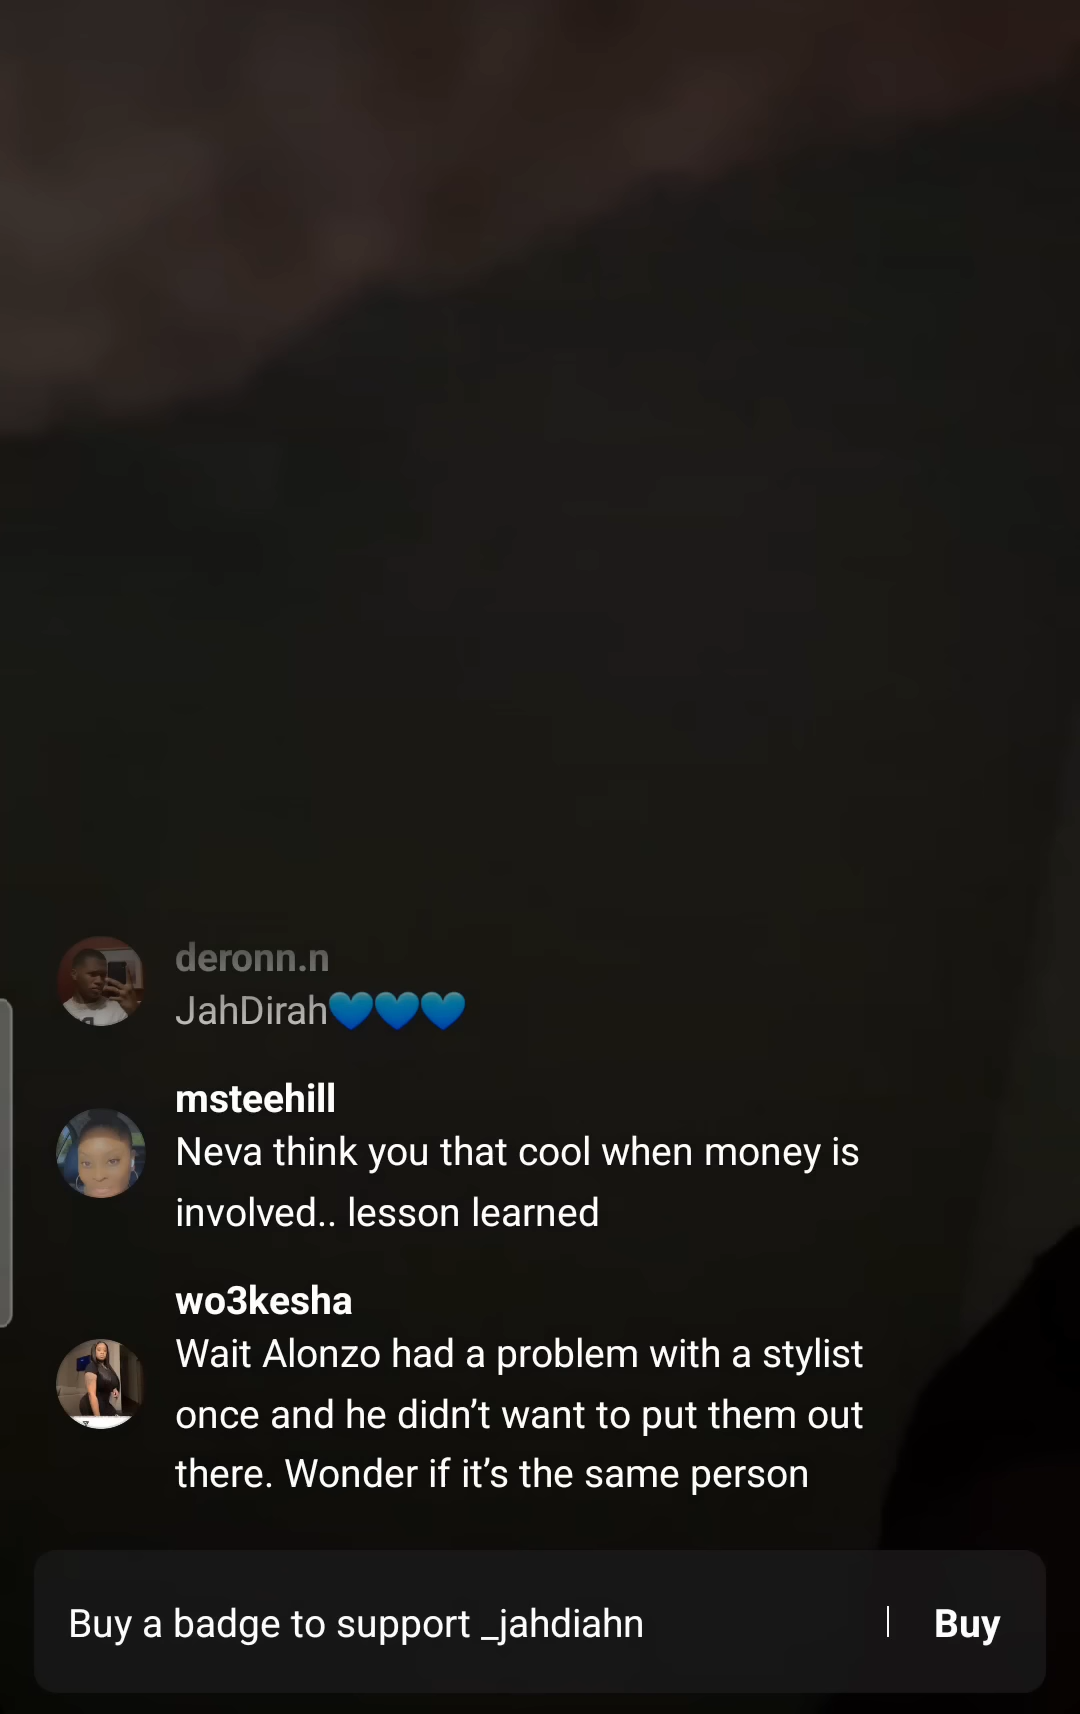 deronn.n
JahDirah💙💙💙
msteehill
Neva think you that cool when money is
involved.. lesson learned
wo3kesha
Wait Alonzo had a problem with a stylist
once and he didn’t want to put them out
there. Wonder if it’s the same person
Buy a badge to support _jahdiahn | Buy